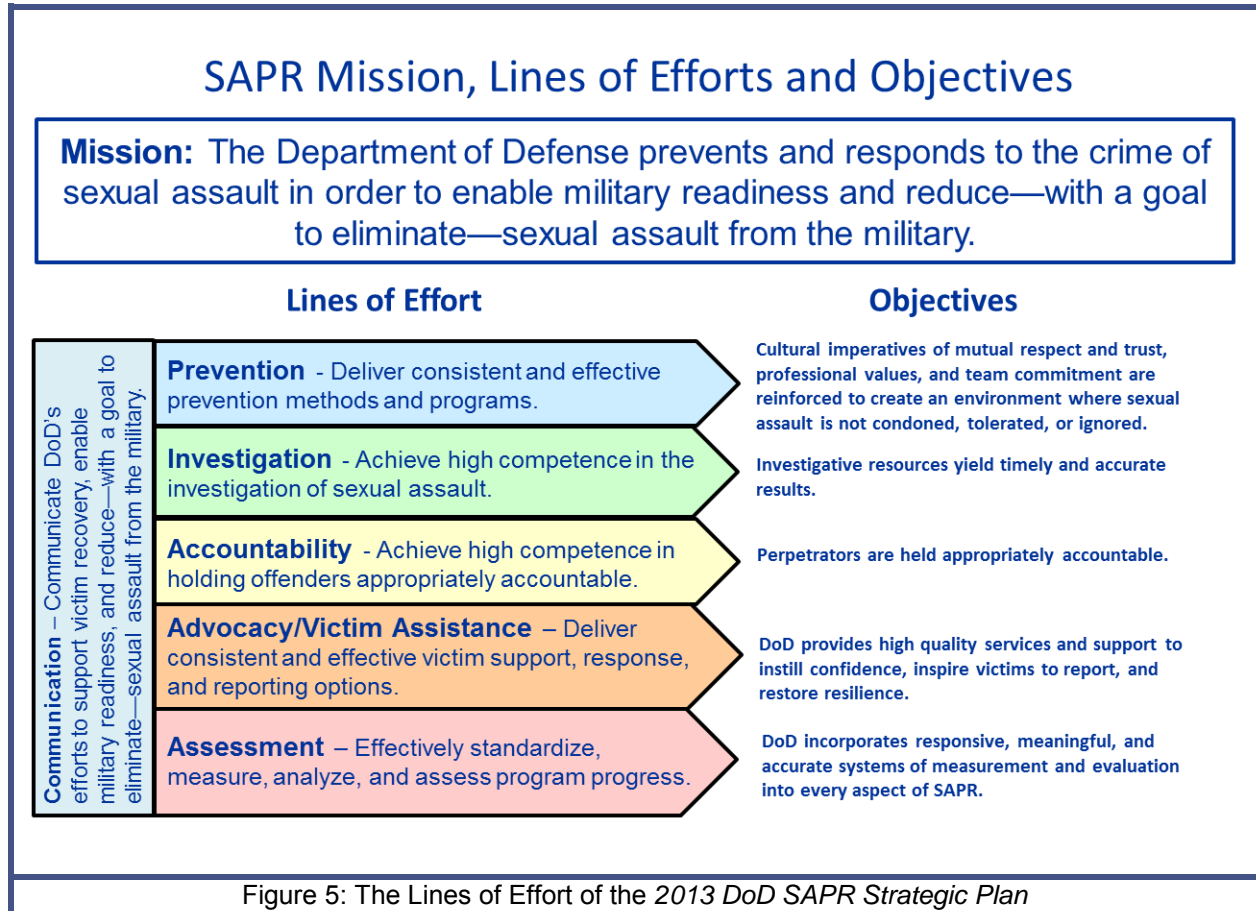 SAPR Mission, Lines of Efforts and Objectives
Mission: The Department of Defense prevents and responds to the crime of
sexual assault in order to enable military readiness and reduce—with a goal
to eliminate—sexual assault from the military.
Lines of Effort
Objectives
Communication – Communicate DoD's
efforts to support victim recovery, enable
military readiness, and reduce—with a goal to
eliminate—sexual assault from the military.
Prevention - Deliver consistent and effective
prevention methods and programs.
Cultural imperatives of mutual respect and trust,
professional values, and team commitment are
reinforced to create an environment where sexual
assault is not condoned, tolerated, or ignored.
Investigation - Achieve high competence in the
investigation of sexual assault.
Investigative resources yield timely and accurate
results.
Accountability - Achieve high competence in
holding offenders appropriately accountable.
Perpetrators are held appropriately accountable.
Advocacy/Victim Assistance – Deliver
consistent and effective victim support, response,
and reporting options.
DoD provides high quality services and support to
instill confidence, inspire victims to report, and
restore resilience.
Assessment – Effectively standardize,
measure, analyze, and assess program progress.
DoD incorporates responsive, meaningful, and
accurate systems of measurement and evaluation
into every aspect of SAPR.
Figure 5: The Lines of Effort of the 2013 DoD SAPR Strategic Plan